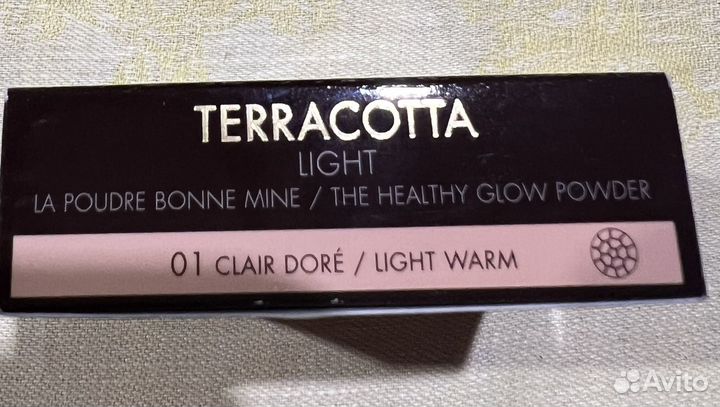 TERRACOTTA
LIGHT
LA POUDRE BONNE MINE / THE HEALTHY GLOW POWDER
01 CLAIR DORÉ / LIGHT WARM
Avito